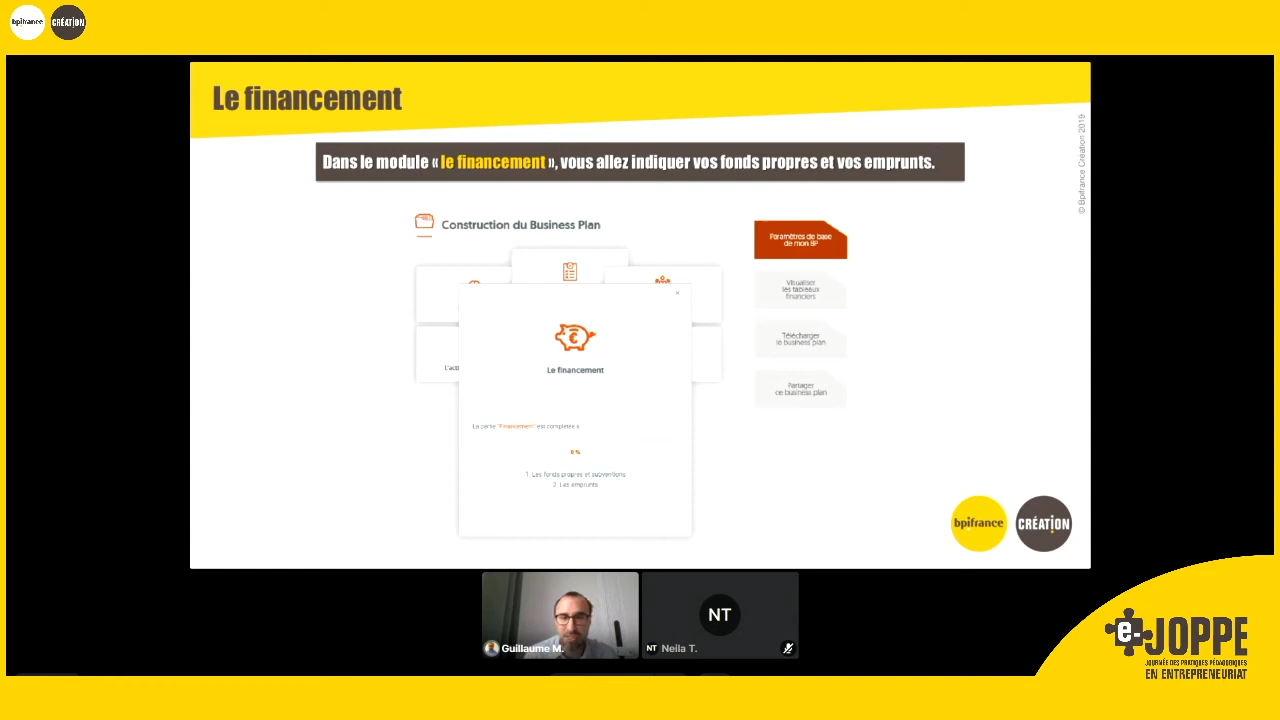 bpifrance
CRÉATION
Le financement
Dans le module « le financement », vous allez indiquer vos fonds propres et vos emprunts.
© Bpifrance Création 2019
Construction du Business Plan
Paramètres de base
de mon BP
Visualiser
les tableaux
financiers
Télécharger
le business plan
Partager
ce business plan
L'acti
×
€
Le financement
La partie "Financement" est complétée à
0 %
1. Les fonds propres et subventions
2. Les emprunts
bpifrance
CRÉATION
Guillaume M.
NT
NT Neila T.
e-JOPPE
JOURNÉE DES PRATIQUES PÉDAGOGIQUES
EN ENTREPRENEURIAT